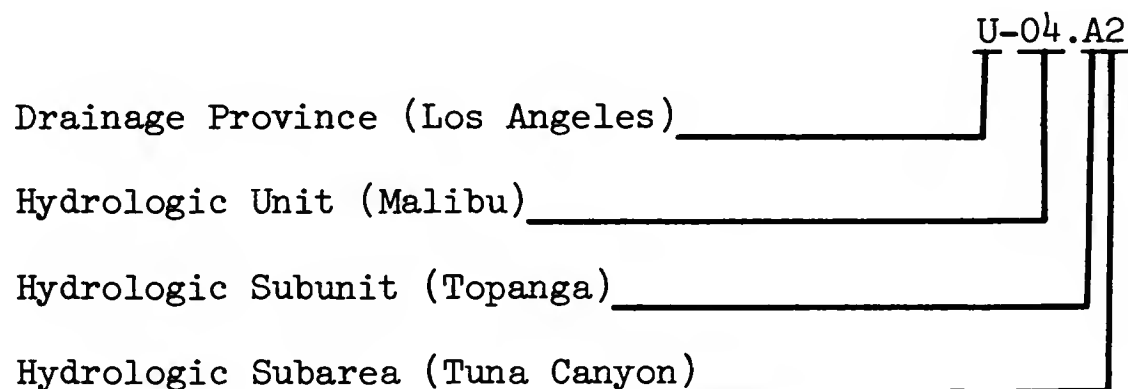 U-04.A2
Drainage Province (Los Angeles)
Hydrologic Unit (Malibu)
Hydrologic Subunit (Topanga)
Hydrologic Subarea (Tuna Canyon)